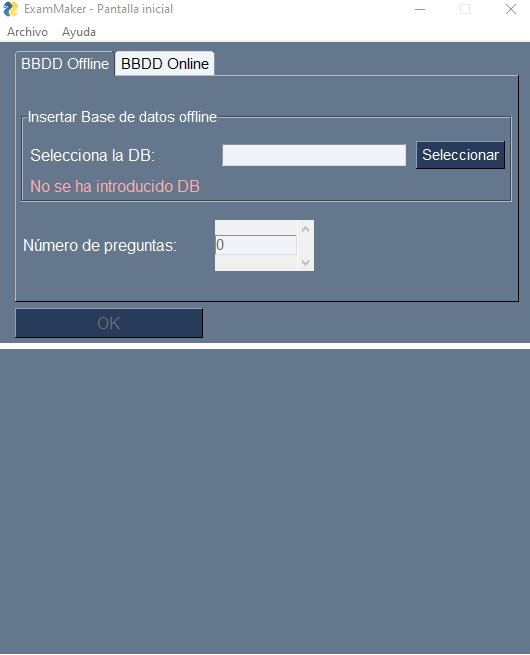 ExamMaker - Pantalla inicial
Archivo Ayuda
BBDD Offline BBDD Online
Insertar Base de datos offline
Selecciona la DB: Seleccionar
No se ha introducido DB
Número de preguntas: 0
OK